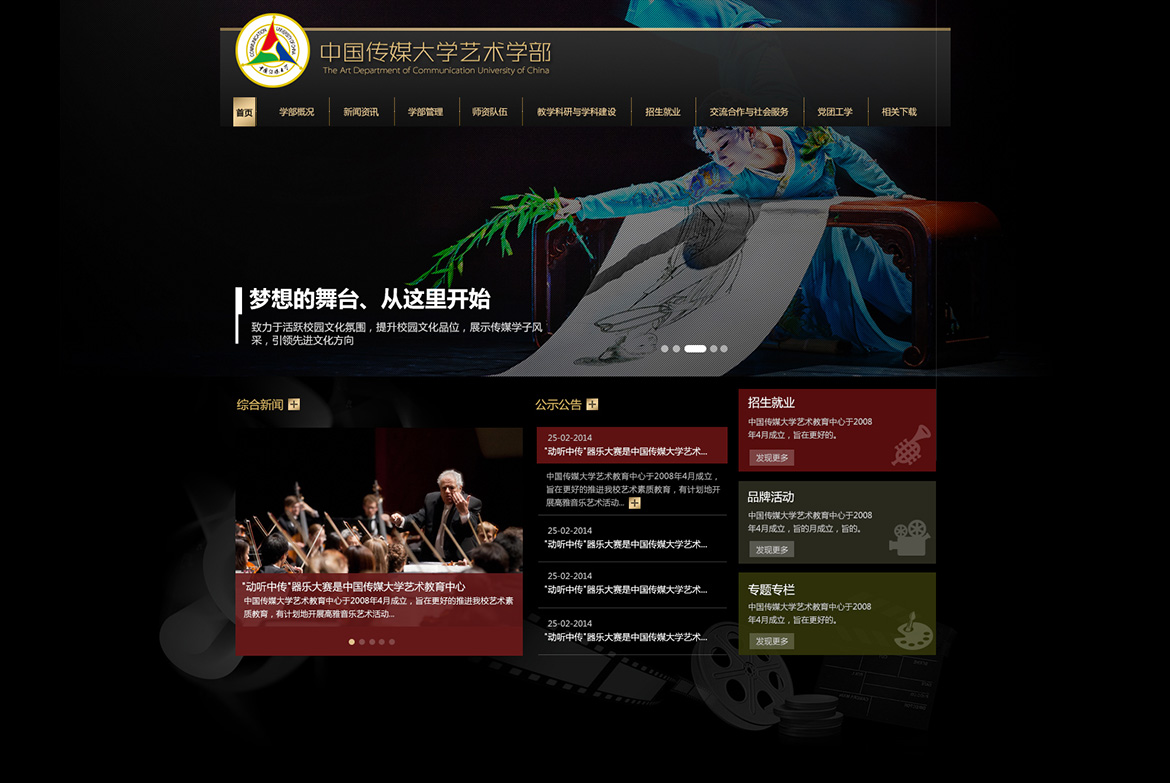 中国传媒大学艺术学部
The Art Department of Communication University of China
首页
学部概况
新闻资讯
学部管理
师资队伍
教学科研与学科建设
招生就业
交流合作与社会服务
党团工学
相关下载
梦想的舞台、从这里开始
致力于活跃校园文化氛围，提升校园文化品位，展示传媒学子风
采，引领先进文化方向
综合新闻
"动听中传"器乐大赛是中国传媒大学艺术教育中心
中国传媒大学艺术教育中心于2008年4月成立，旨在更好的推进我校艺术素
质教育，有计划地开展高雅音乐艺术活动...
公示公告
25-02-2014
"动听中传"器乐大赛是中国传媒大学艺术...
中国传媒大学艺术教育中心于2008年4月成立，
旨在更好的推进我校艺术素质教育，有计划地开
展高雅音乐艺术活动...
25-02-2014
"动听中传"器乐大赛是中国传媒大学艺术...
25-02-2014
"动听中传"器乐大赛是中国传媒大学艺术...
25-02-2014
"动听中传"器乐大赛是中国传媒大学艺术...
招生就业
中国传媒大学艺术教育中心于2008
年4月成立，旨在更好的。
发现更多
品牌活动
中国传媒大学艺术教育中心于2008
年4月成立，旨的月成立，旨的。
发现更多
专题专栏
中国传媒大学艺术教育中心于2008
年4月成立，旨在更好的。
发现更多